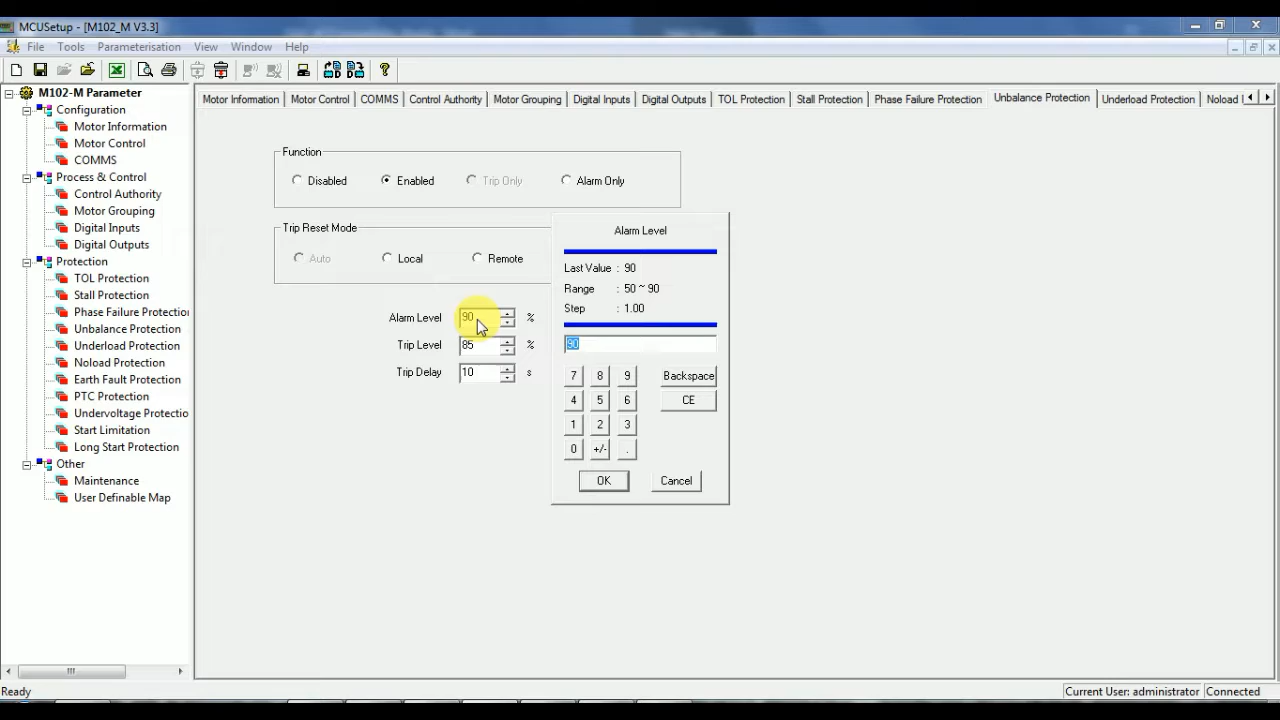 MCUSetup - [M102_M V3.3]
File Tools Parameterisation View Window Help
M102-M Parameter
Configuration
Motor Information
Motor Control
COMMS
Process & Control
Control Authority
Motor Grouping
Digital Inputs
Digital Outputs
Protection
TOL Protection
Stall Protection
Phase Failure Protectio
Unbalance Protection
Underload Protection
Noload Protection
Earth Fault Protection
PTC Protection
Undervoltage Protectio
Start Limitation
Long Start Protection
Other
Maintenance
User Definable Map
Motor Information Motor Control COMMS Control Authority Motor Grouping Digital Inputs Digital Outputs TOL Protection Stall Protection Phase Failure Protection Unbalance Protection Underload Protection Noload
Function
Disabled Enabled Trip Only Alarm Only
Trip Reset Mode
Auto Local Remote
Alarm Level 90 %
Trip Level 85 %
Trip Delay 10 s
Alarm Level
Last Value : 90
Range : 50 ~ 90
Step : 1.00
90
7 8 9 Backspace
4 5 6 CE
1 2 3
0 +/- .
OK Cancel
Ready Current User: administrator Connected